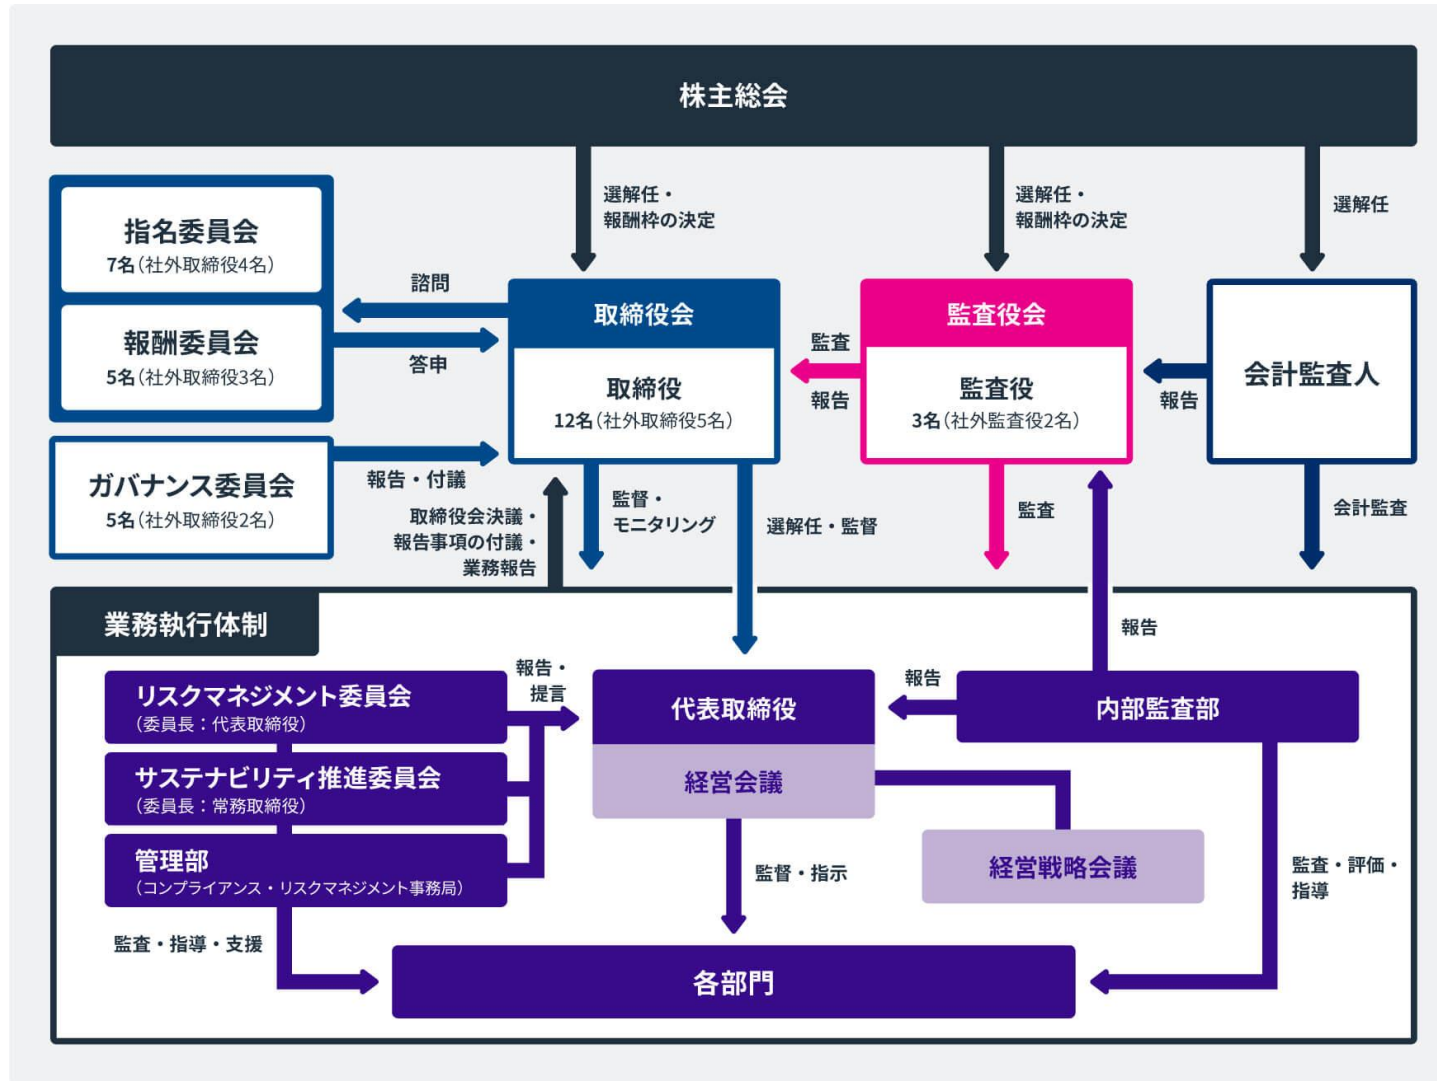 株主総会
選解任・
報酬枠の決定
選解任・
報酬枠の決定
選解任
指名委員会
7名（社外取締役4名）
報酬委員会
5名（社外取締役3名）
諮問
答申
取締役会
取締役
12名（社外取締役5名）
監査
報告
監査役会
監査役
3名（社外監査役2名）
報告
会計監査人
ガバナンス委員会
5名（社外取締役2名）
報告・付議
取締役会決議・
報告事項の付議・
業務報告
監督・
モニタリング
選解任・監督
監査
会計監査
業務執行体制
リスクマネジメント委員会
（委員長：代表取締役）
サステナビリティ推進委員会
（委員長：常務取締役）
管理部
（コンプライアンス・リスクマネジメント事務局）
報告・
提言
代表取締役
経営会議
報告
報告
内部監査部
経営戦略会議
監督・指示
監査・評価・
指導
監査・指導・支援
各部門